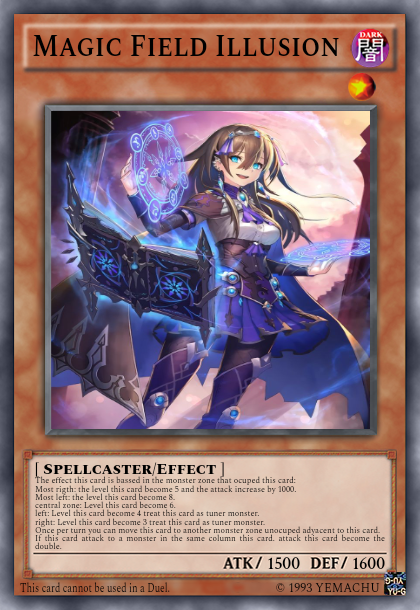 MAGIC FIELD ILLUSION
DARK
闇
[ SPELLCASTER/EFFECT ]
The effect this card is bassed in the monster zone that ocuped this card:
Most rigth: the level this card become 5 and the attack increase by 1000.
Most left: the level this card become 8.
central zone: Level this card become 6.
left: Level this card become 4 treat this card as tuner monster.
right: Level this card become 3 treat this card as tuner monster.
Once per turn you can move this card to another monster zone unocuped adyacent to this card.
If this card attack to a monster in the same column this card. attack this card become the
double.
ATK/ 1500 DEF/ 1600
This card cannot be used in a Duel.
© 1993 YEMACHU